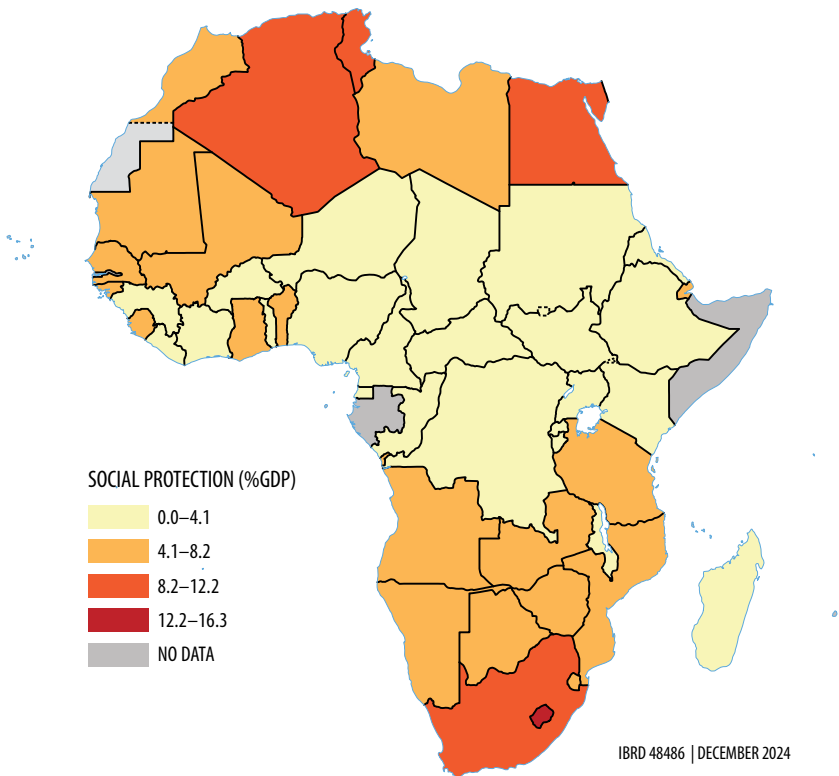 SOCIAL PROTECTION (%GDP)
0.0–4.1
4.1–8.2
8.2–12.2
12.2–16.3
NO DATA
IBRD 48486 | DECEMBER 2024